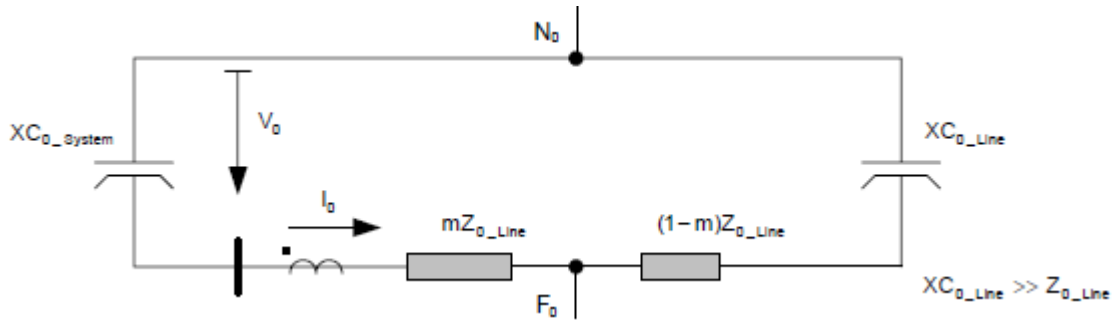 N₀
XC₀_System
V₀
XC₀_Line
I₀
mZ₀_Line
(1−m)Z₀_Line
XC₀_Line >> Z₀_Line
F₀